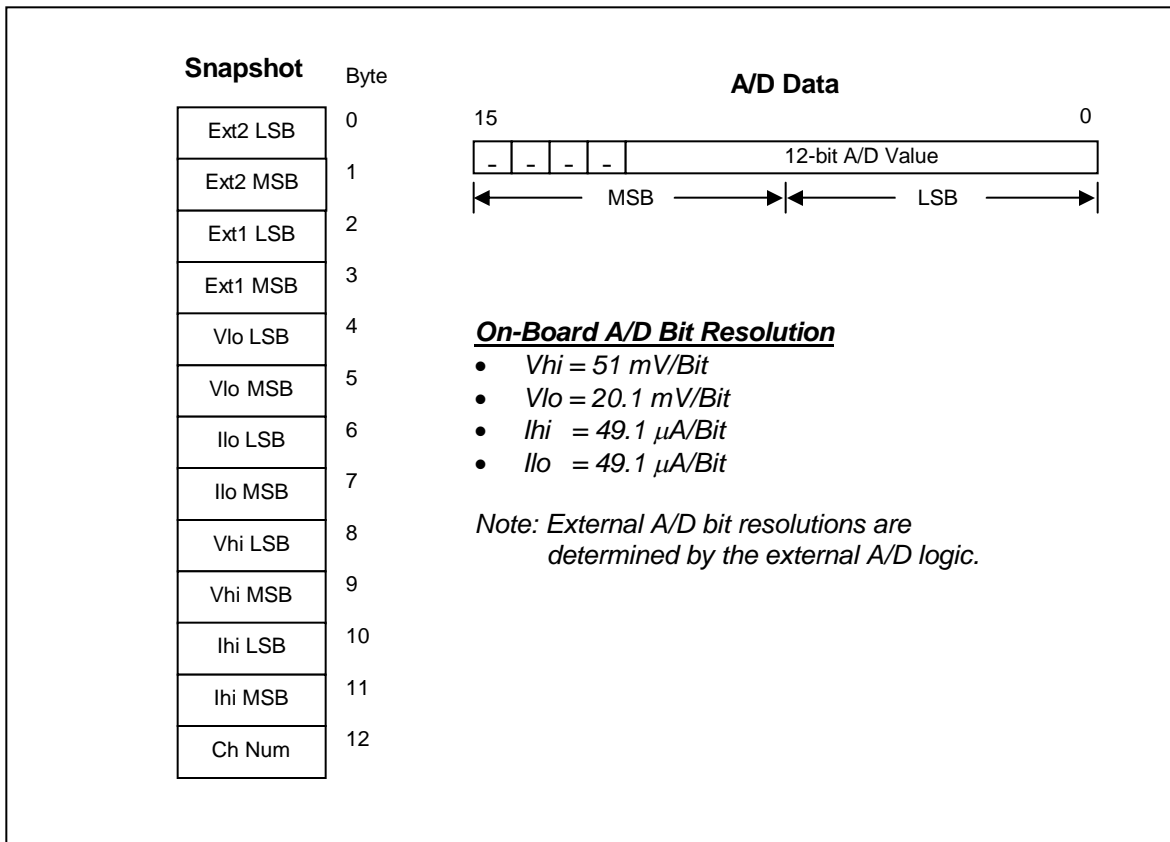 Snapshot Byte
Ext2 LSB 0
Ext2 MSB 1
Ext1 LSB 2
Ext1 MSB 3
Vlo LSB 4
Vlo MSB 5
Ilo LSB 6
Ilo MSB 7
Vhi LSB 8
Vhi MSB 9
Ihi LSB 10
Ihi MSB 11
Ch Num 12
A/D Data
15 0
- - - - 12-bit A/D Value
MSB LSB
On-Board A/D Bit Resolution
• Vhi = 51 mV/Bit
• Vlo = 20.1 mV/Bit
• Ihi = 49.1 μA/Bit
• Ilo = 49.1 μA/Bit
Note: External A/D bit resolutions are
determined by the external A/D logic.